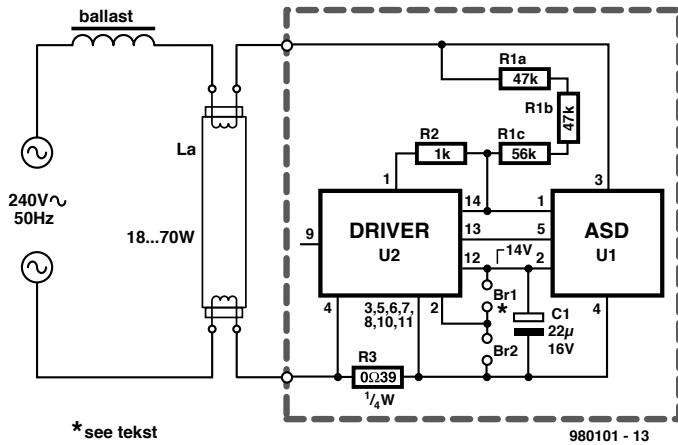 ballast
La
240V~
50Hz
18...70W
R1a
47k
R1b
47k
R2
1k
R1c
56k
1
3
14
1
DRIVER
U2
ASD
U1
9
13
5
12
14V
2
4
3,5,6,7,
8,10,11
2
Br1
*
Br2
C1
22µ
16V
4
R3
0Ω39
1/4W
*see tekst
980101 - 13